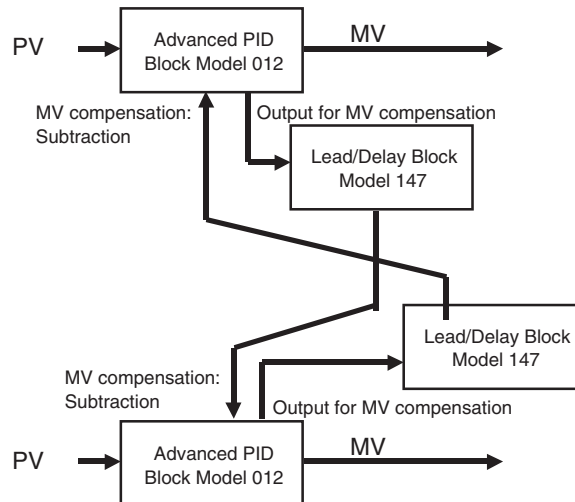 PV
Advanced PID
Block Model 012
MV
MV compensation:
Subtraction
Output for MV compensation
Lead/Delay Block
Model 147
Lead/Delay Block
Model 147
MV compensation:
Subtraction
Output for MV compensation
PV
Advanced PID
Block Model 012
MV